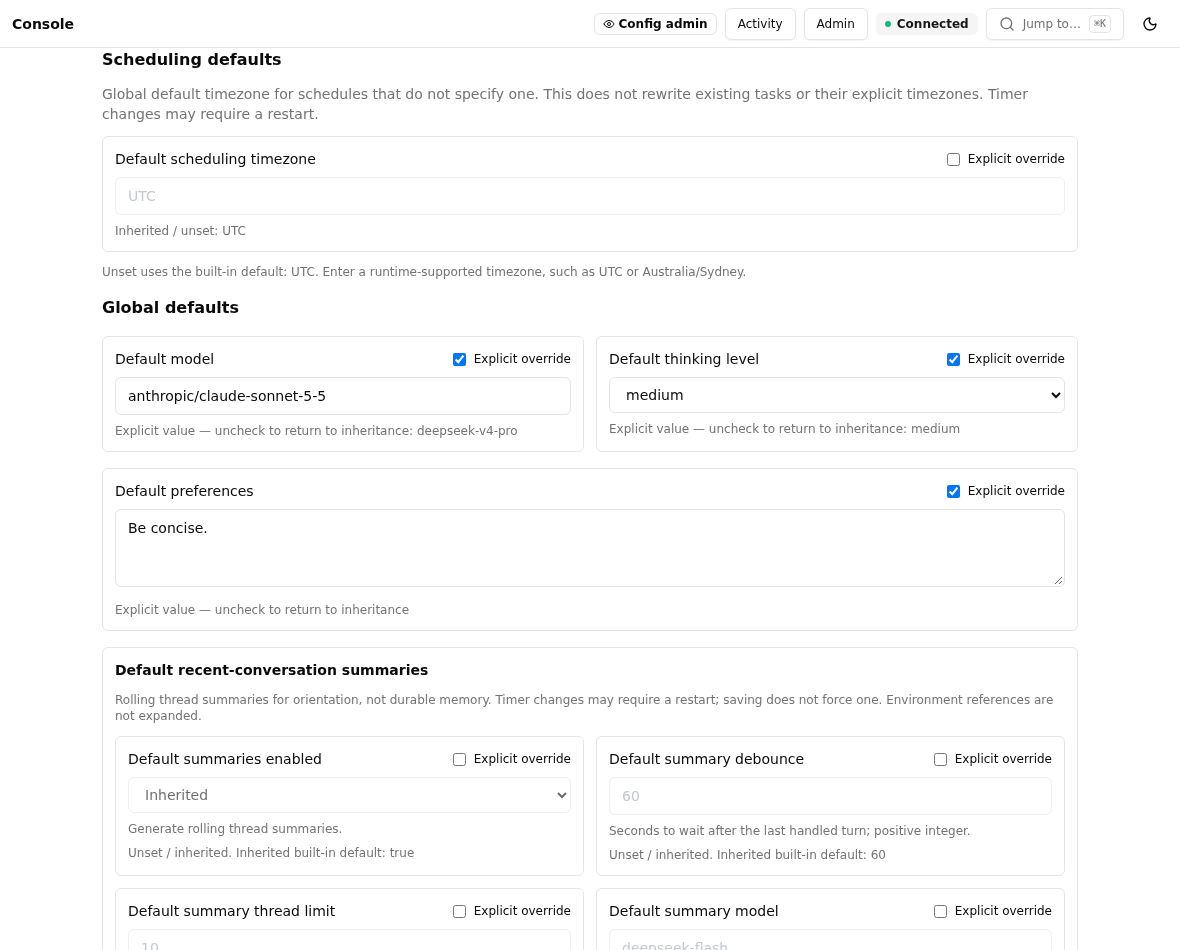 Console
Config admin
Activity
Admin
Connected
Jump to... ⌘K
Scheduling defaults
Global default timezone for schedules that do not specify one. This does not rewrite existing tasks or their explicit timezones. Timer
changes may require a restart.
Default scheduling timezone
Explicit override
UTC
Inherited / unset: UTC
Unset uses the built-in default: UTC. Enter a runtime-supported timezone, such as UTC or Australia/Sydney.
Global defaults
Default model
Explicit override
anthropic/claude-sonnet-5-5
Explicit value — uncheck to return to inheritance: deepseek-v4-pro
Default thinking level
Explicit override
medium
Explicit value — uncheck to return to inheritance: medium
Default preferences
Explicit override
Be concise.
Explicit value — uncheck to return to inheritance
Default recent-conversation summaries
Rolling thread summaries for orientation, not durable memory. Timer changes may require a restart; saving does not force one. Environment references are
not expanded.
Default summaries enabled
Explicit override
Inherited
Generate rolling thread summaries.
Unset / inherited. Inherited built-in default: true
Default summary debounce
Explicit override
60
Seconds to wait after the last handled turn; positive integer.
Unset / inherited. Inherited built-in default: 60
Default summary thread limit
Explicit override
10
Default summary model
Explicit override
deepseek-flash